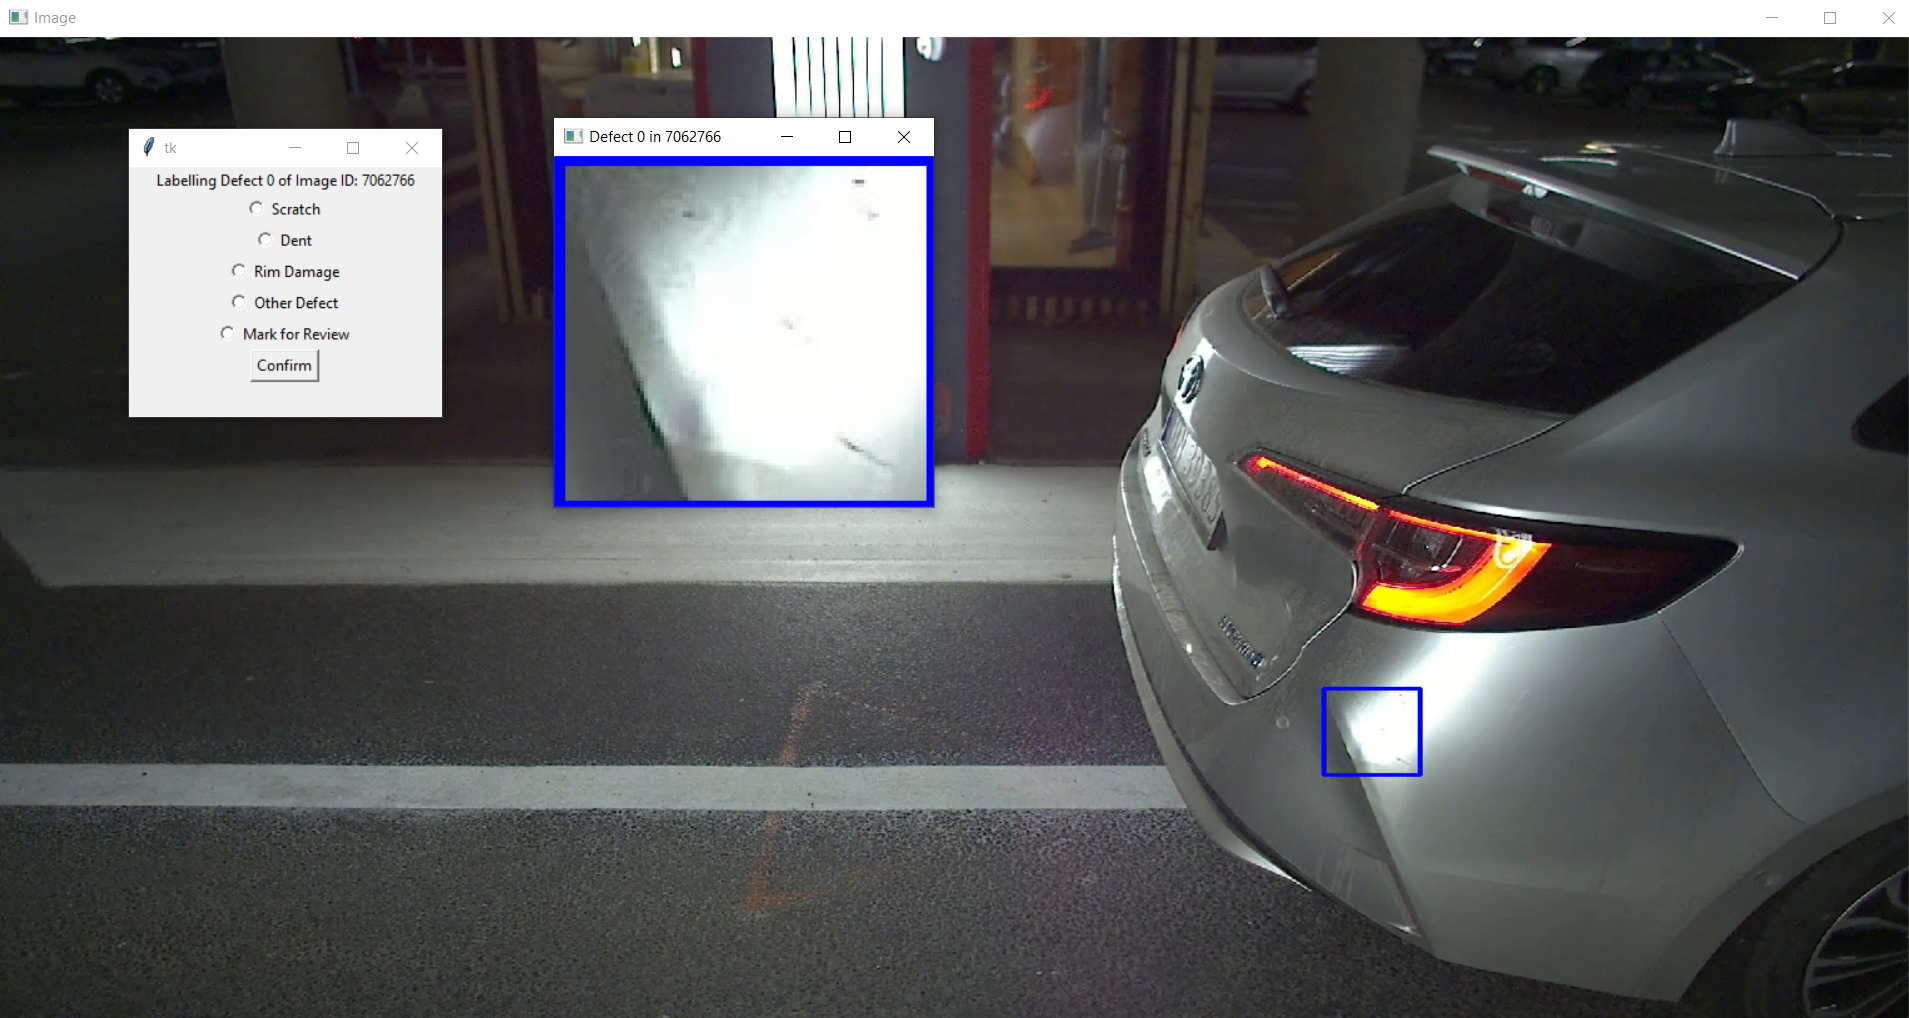 Image
tk
Labelling Defect 0 of Image ID: 7062766
Scratch
Dent
Rim Damage
Other Defect
Mark for Review
Confirm
Defect 0 in 7062766